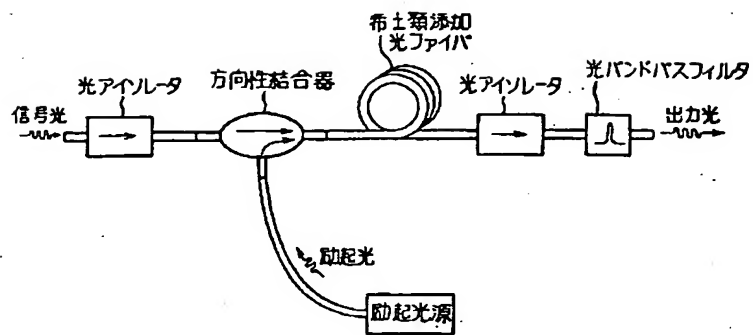 希土類添加
光ファイバ
光アイソレータ
方向性結合器
光アイソレータ
光バンドパスフィルタ
信号光
出力光
励起光
励起光源